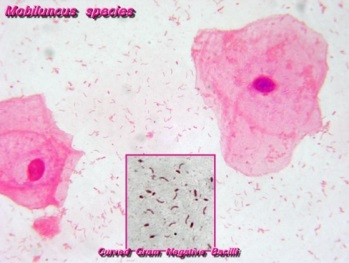 Mobiluncus species
Curved Gram Negative Bacilli